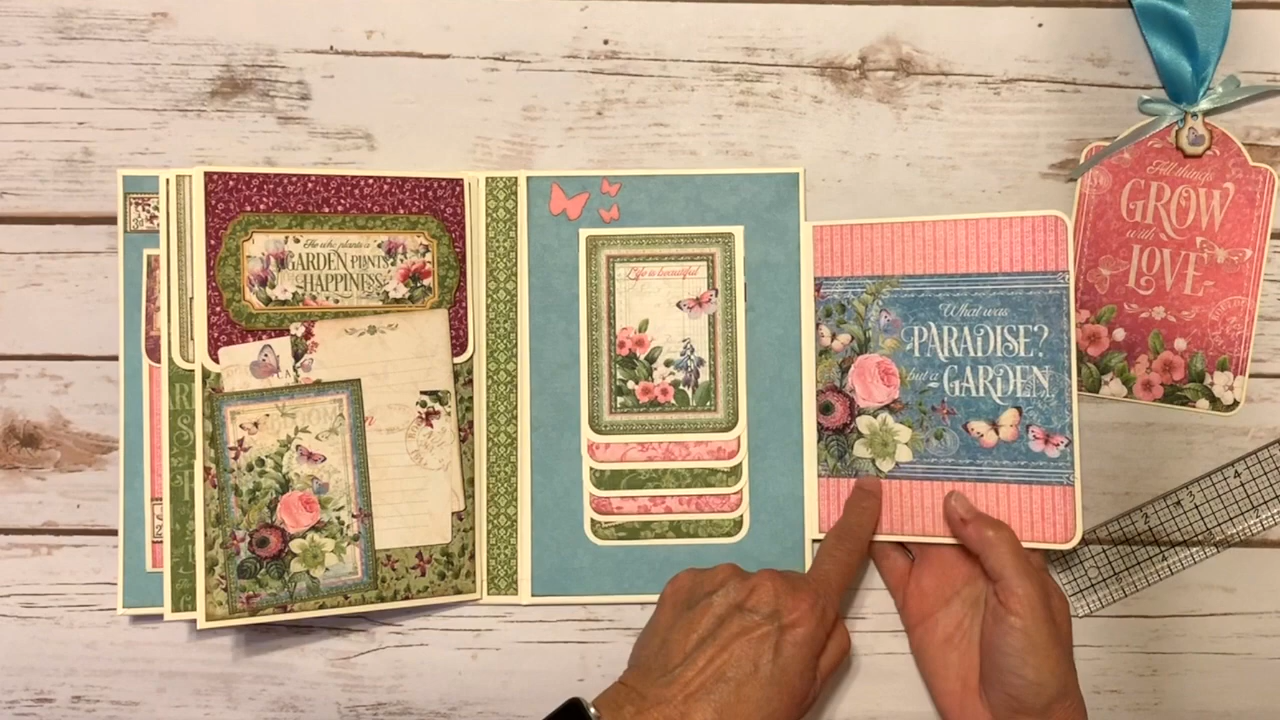 He who plants a
GARDEN PLANTS
HAPPINESS
Life is beautiful
What was
PARADISE?
but a GARDEN
All things
GROW
with
LOVE